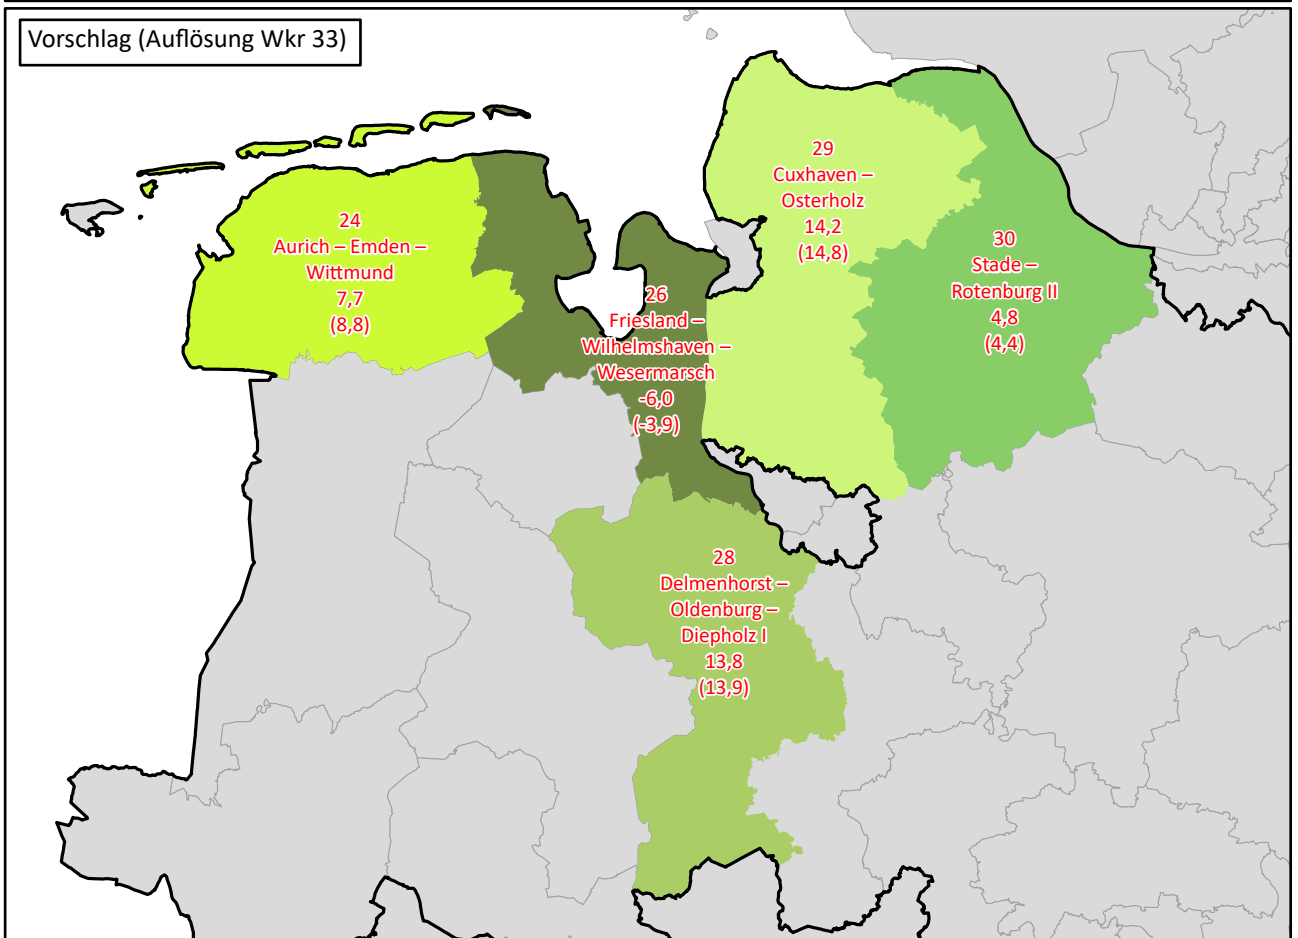 Vorschlag (Auflösung Wkr 33)
24
Aurich – Emden –
Wittmund
7,7
(8,8)
29
Cuxhaven –
Osterholz
14,2
(14,8)
30
Stade –
Rotenburg II
4,8
(4,4)
26
Friesland –
Wilhelmshaven –
Wesermarsch
-6,0
(-3,9)
28
Delmenhorst –
Oldenburg –
Diepholz I
13,8
(13,9)